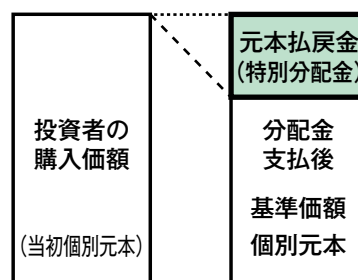 投資者の
購入価額
(当初個別元本)
元本払戻金
(特別分配金)
分配金
支払後
基準価額
個別元本